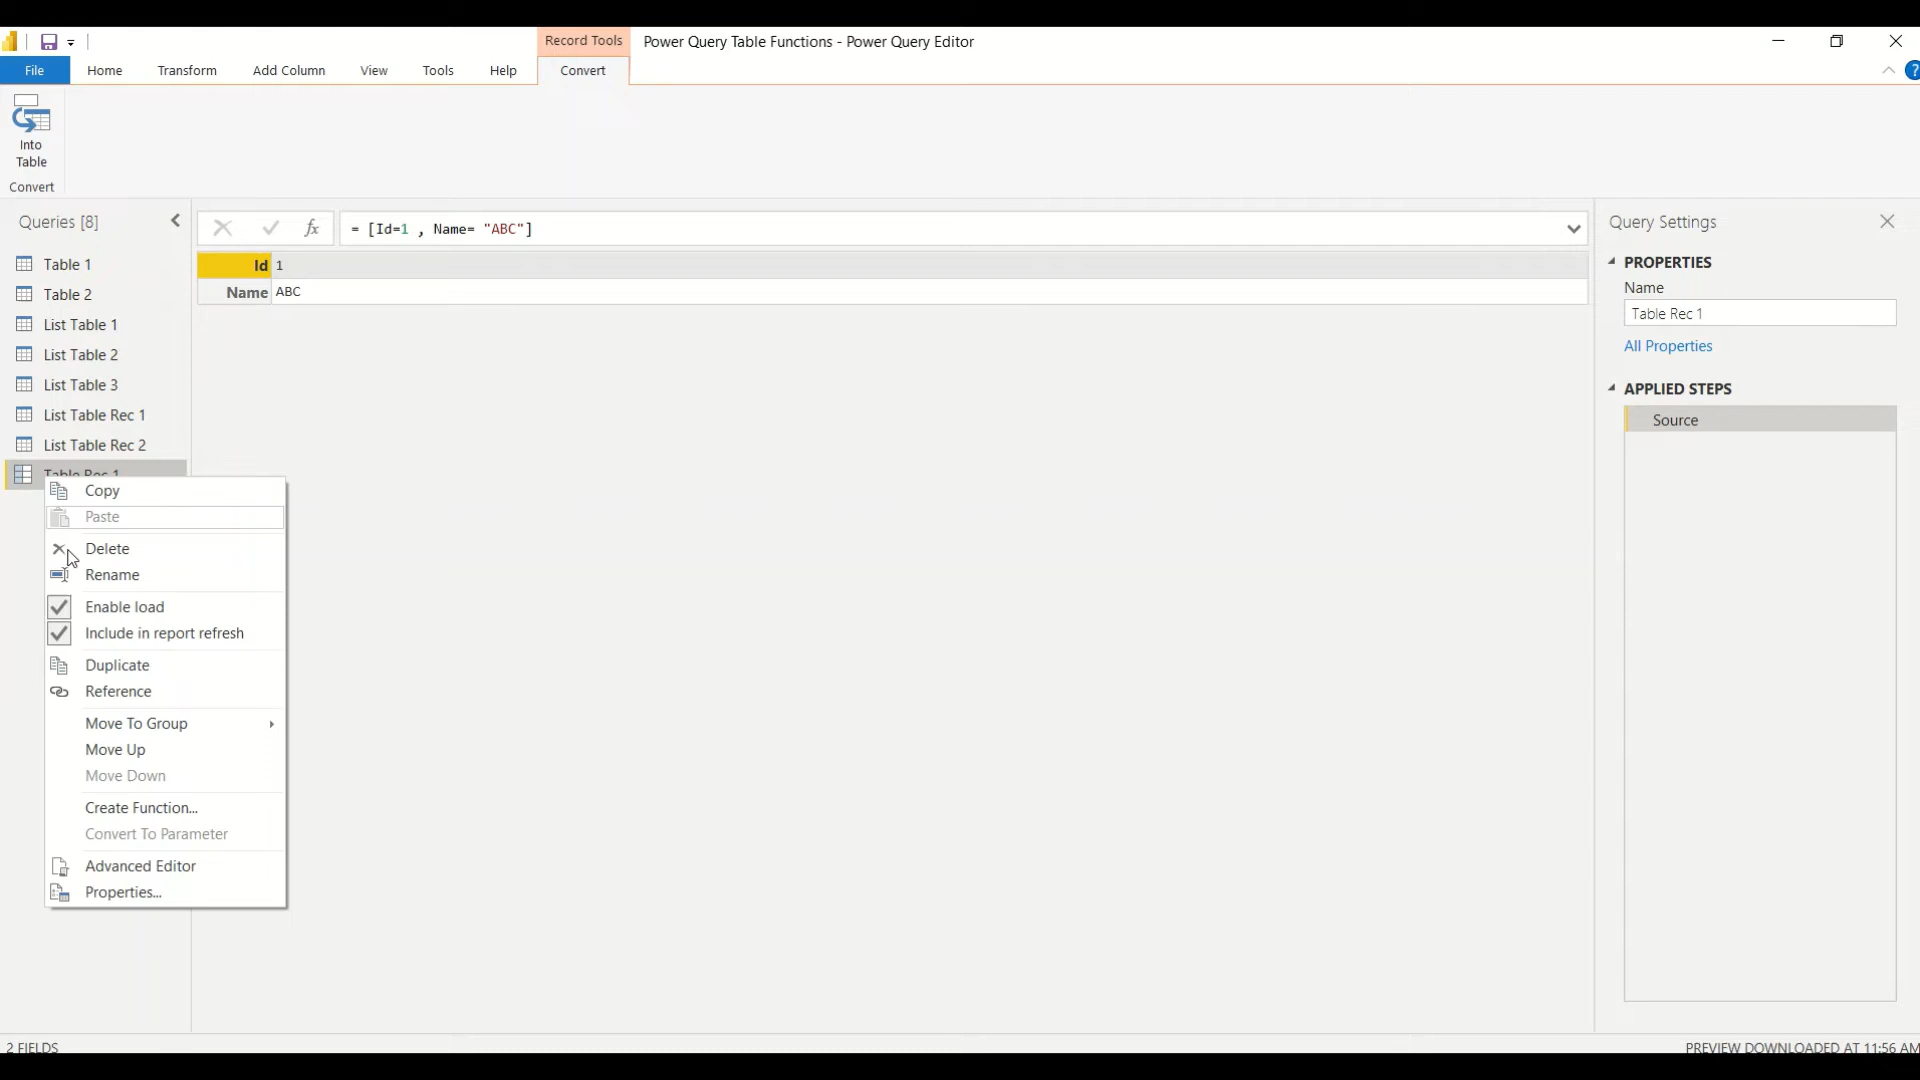 Record Tools
Power Query Table Functions - Power Query Editor
File
Home
Transform
Add Column
View
Tools
Help
Convert
?
Into
Table
Convert
Queries [8]
fx
= [Id=1 , Name= "ABC"]
Query Settings
Table 1
Table 2
List Table 1
List Table 2
List Table 3
List Table Rec 1
List Table Rec 2
Table Rec 1
Id 1
Name ABC
PROPERTIES
Name
Table Rec 1
All Properties
APPLIED STEPS
Source
Copy
Paste
Delete
Rename
Enable load
Include in report refresh
Duplicate
Reference
Move To Group
Move Up
Move Down
Create Function...
Convert To Parameter
Advanced Editor
Properties...
2 FIELDS
PREVIEW DOWNLOADED AT 11:56 AM